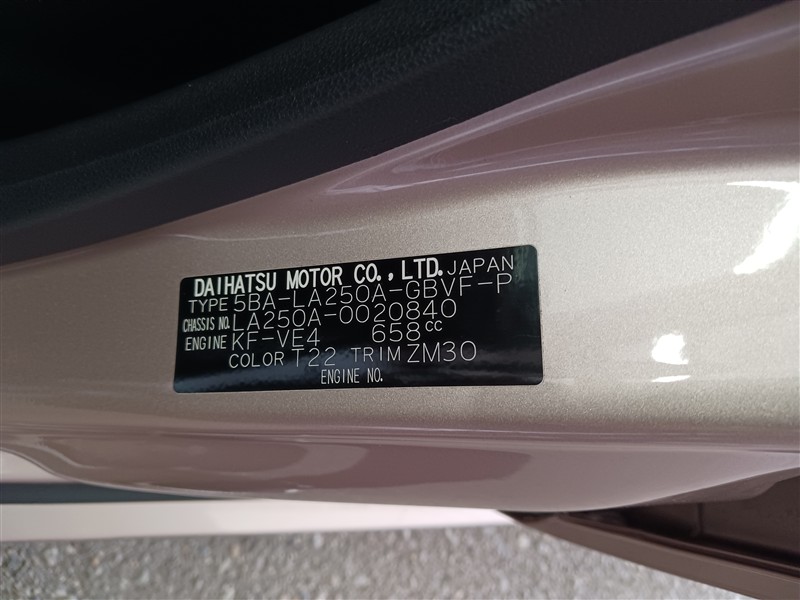 DAIHATSU MOTOR CO.,LTD. JAPAN
TYPE 5BA-LA250A-GBVF-P
CHASSIS NO. LA250A-0020840
ENGINE KF-VE4 658cc
COLOR T22 TRIM ZM30
ENGINE NO.